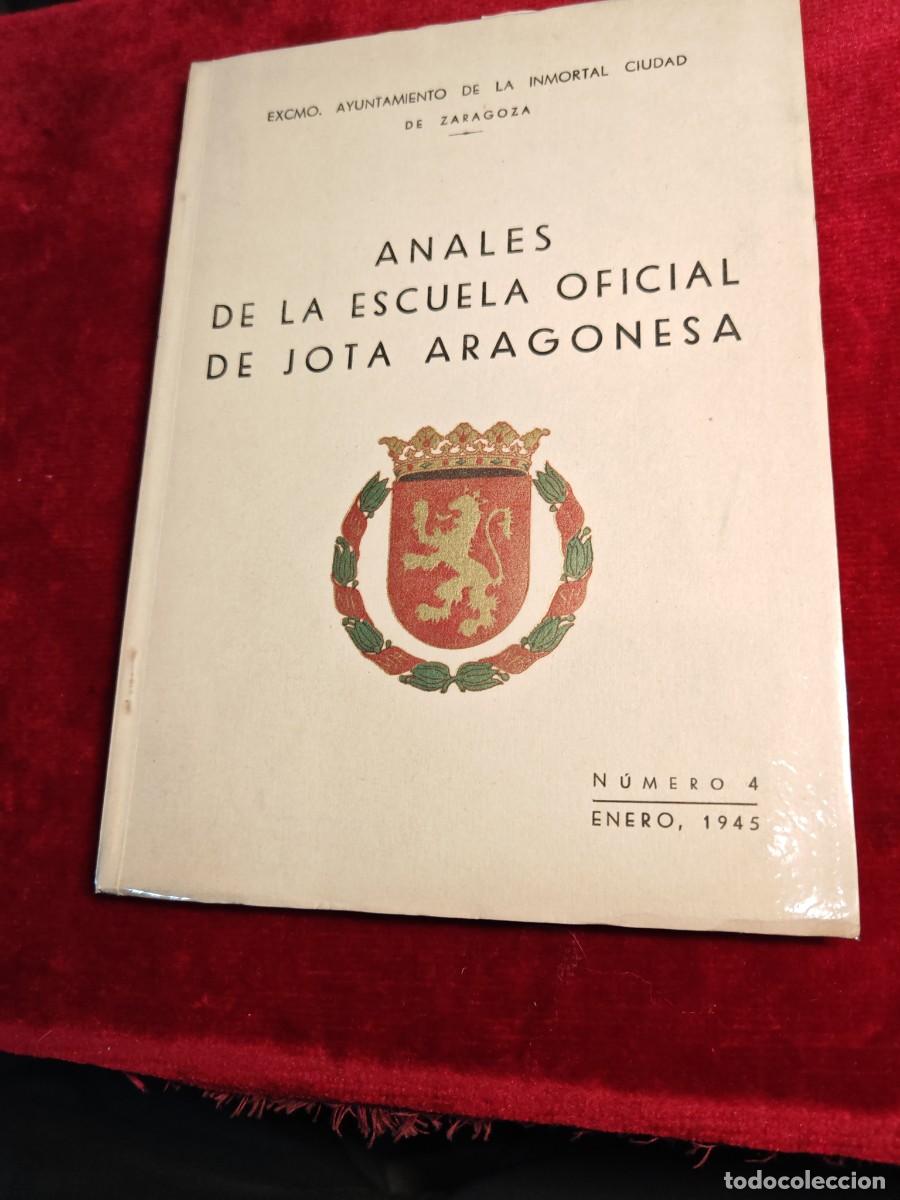 EXCMO. AYUNTAMIENTO DE LA INMORTAL CIUDAD
DE ZARAGOZA
ANALES
DE LA ESCUELA OFICIAL
DE JOTA ARAGONESA
NÚMERO 4
ENERO, 1945
todocoleccion